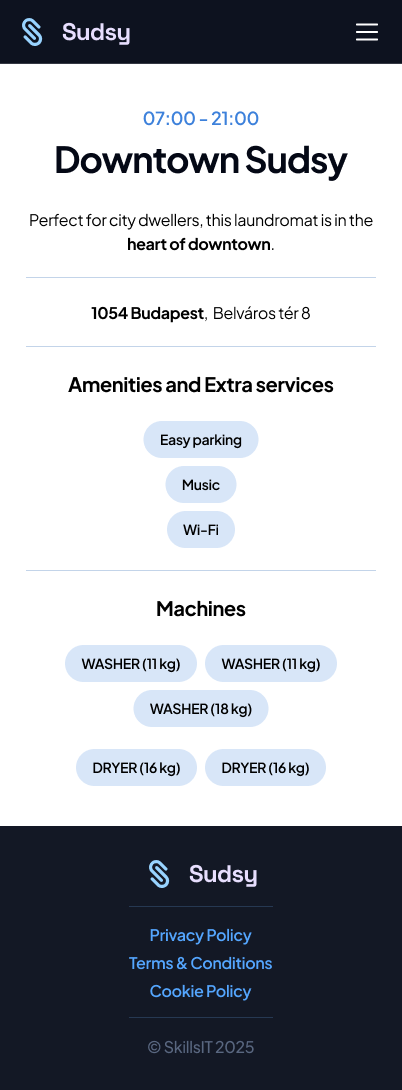 Sudsy
07:00 - 21:00
Downtown Sudsy
Perfect for city dwellers, this laundromat is in the
heart of downtown.
1054 Budapest, Belváros tér 8
Amenities and Extra services
Easy parking
Music
Wi-Fi
Machines
WASHER (11 kg) WASHER (11 kg)
WASHER (18 kg)
DRYER (16 kg) DRYER (16 kg)
Sudsy
Privacy Policy
Terms & Conditions
Cookie Policy
© SkillsIT 2025